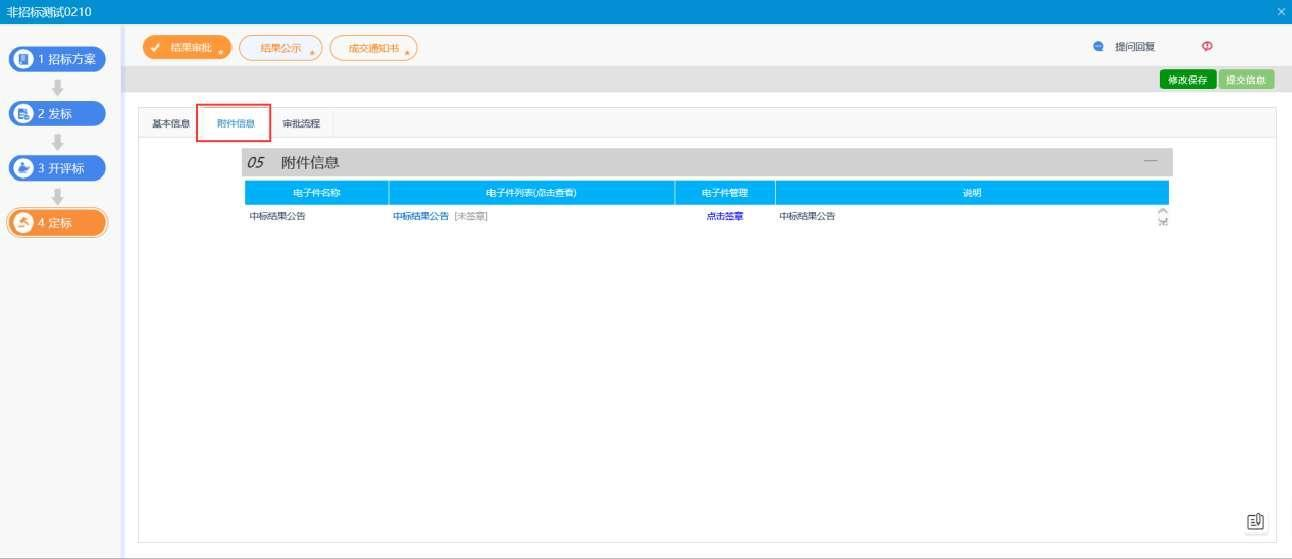 非招标测试0210
1 招标方案
2 发标
3 开评标
4 定标
结果审批 结果公示 成交通知书 提问回复
修改保存 提交信息
基本信息 附件信息 审批流程
05 附件信息
电子件名称 电子件列表(点击查看) 电子件管理 说明
中标结果公告 中标结果公告 [未签章] 点击签章 中标结果公告